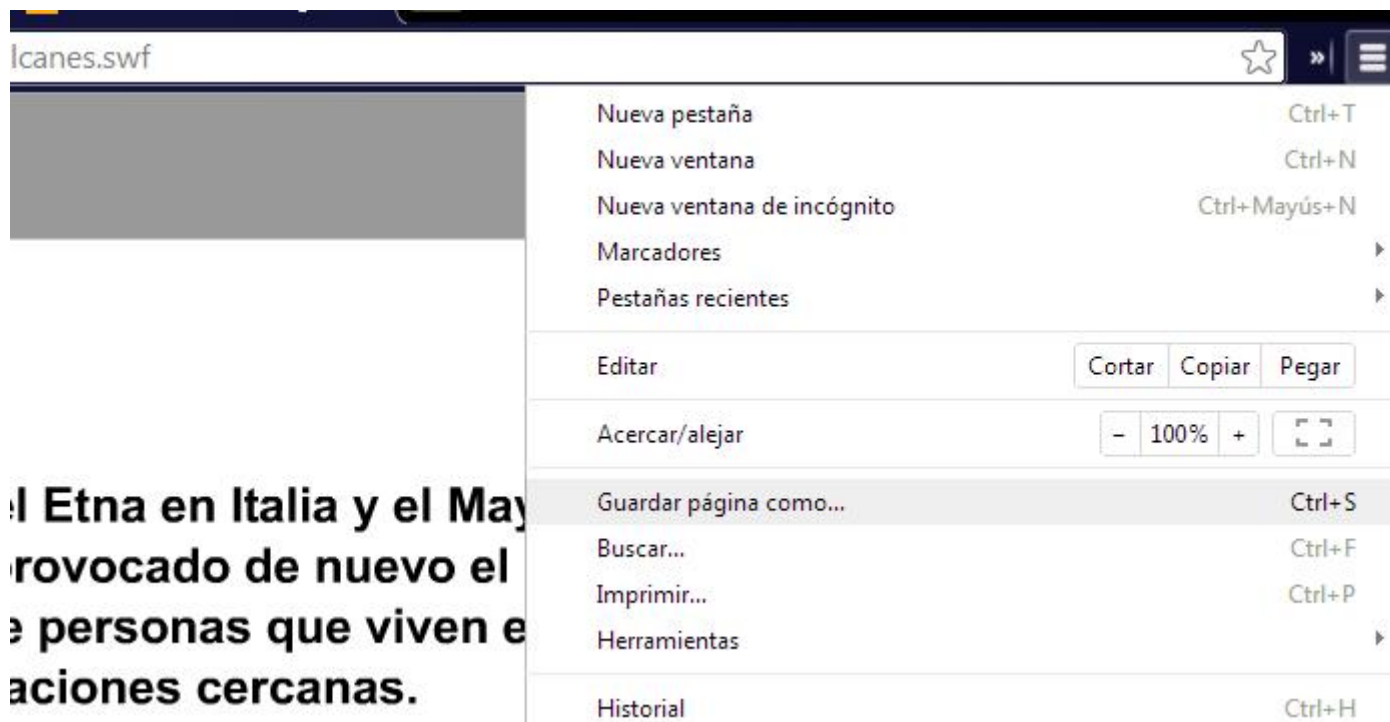 lcanes.swf
Nueva pestaña Ctrl+T
Nueva ventana Ctrl+N
Nueva ventana de incógnito Ctrl+Mayús+N
Marcadores
Pestañas recientes
Editar Cortar Copiar Pegar
Acercar/alejar - 100% +
Guardar página como... Ctrl+S
Buscar... Ctrl+F
Imprimir... Ctrl+P
Herramientas
Historial Ctrl+H
el Etna en Italia y el May
rovocado de nuevo el
e personas que viven e
aciones cercanas.